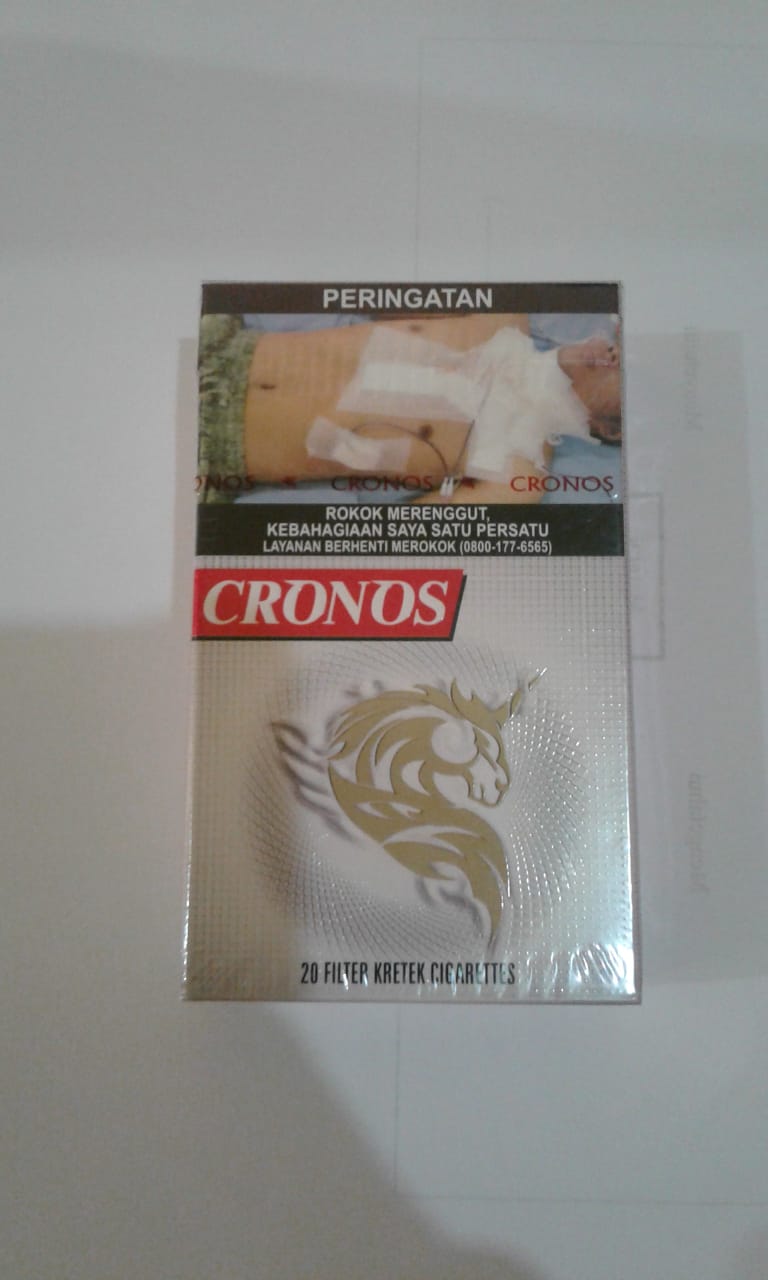 PERINGATAN
ONOS CRONOS CRONOS
ROKOK MERENGGUT,
KEBAHAGIAAN SAYA SATU PERSATU
LAYANAN BERHENTI MEROKOK (0800-177-6565)
CRONOS
20 FILTER KRETEK CIGARETTES